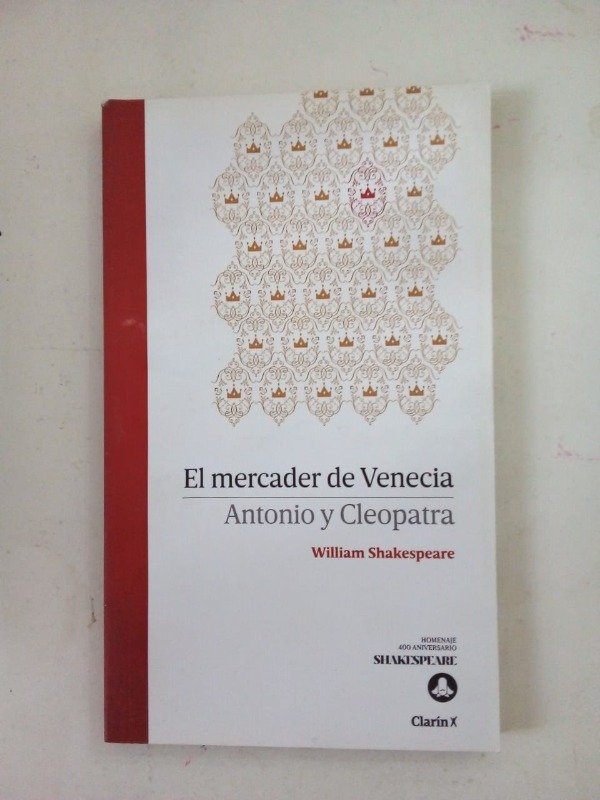 El mercader de Venecia
Antonio y Cleopatra
William Shakespeare
HOMENAJE
400 ANIVERSARIO
SHAKESPEARE
Clarín X